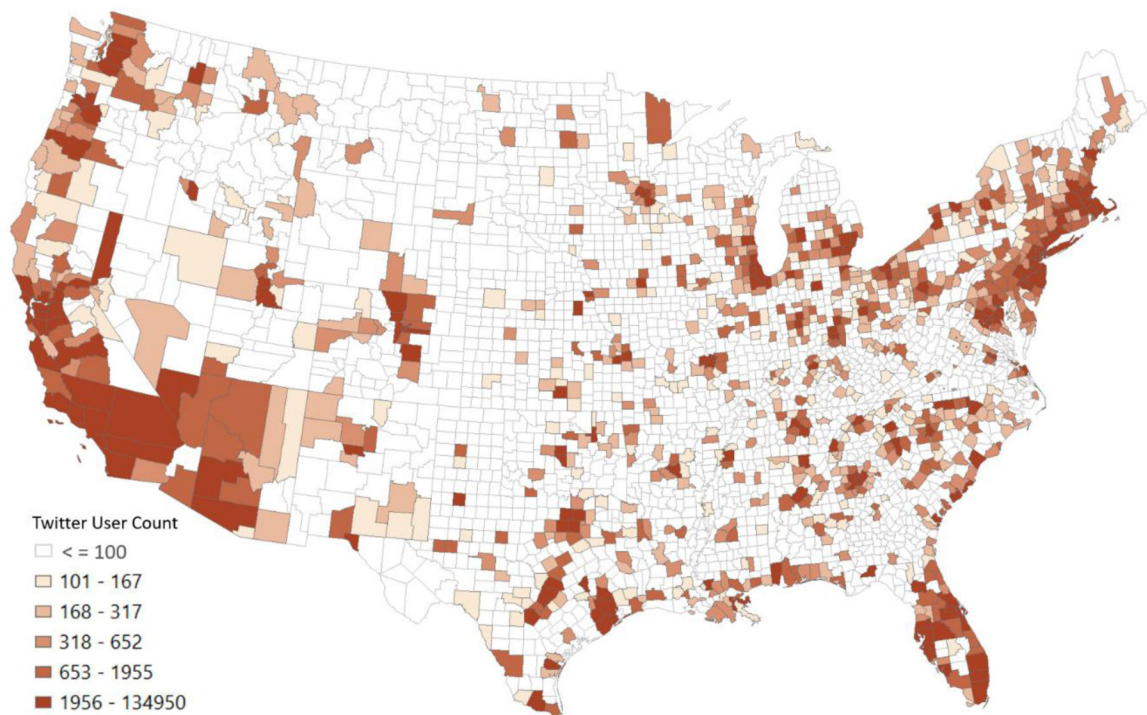 Twitter User Count
< = 100
101 - 167
168 - 317
318 - 652
653 - 1955
1956 - 134950